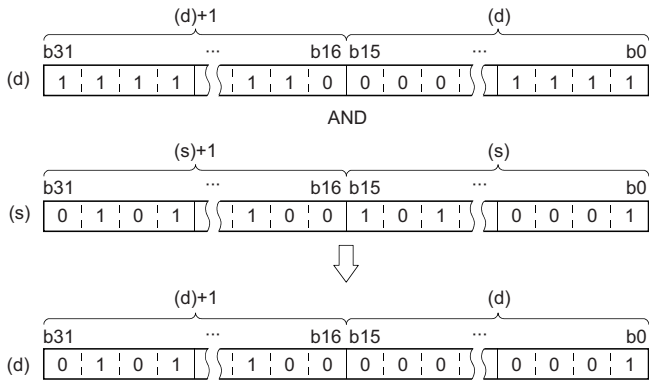 (d)+1 (d)
b31 ... b16 b15 ... b0
(d) 1 1 1 1 1 1 0 0 0 0 1 1 1 1
AND
(s)+1 (s)
b31 ... b16 b15 ... b0
(s) 0 1 0 1 1 0 0 1 0 1 0 0 0 1
(d)+1 (d)
b31 ... b16 b15 ... b0
(d) 0 1 0 1 1 0 0 0 0 0 0 0 0 1